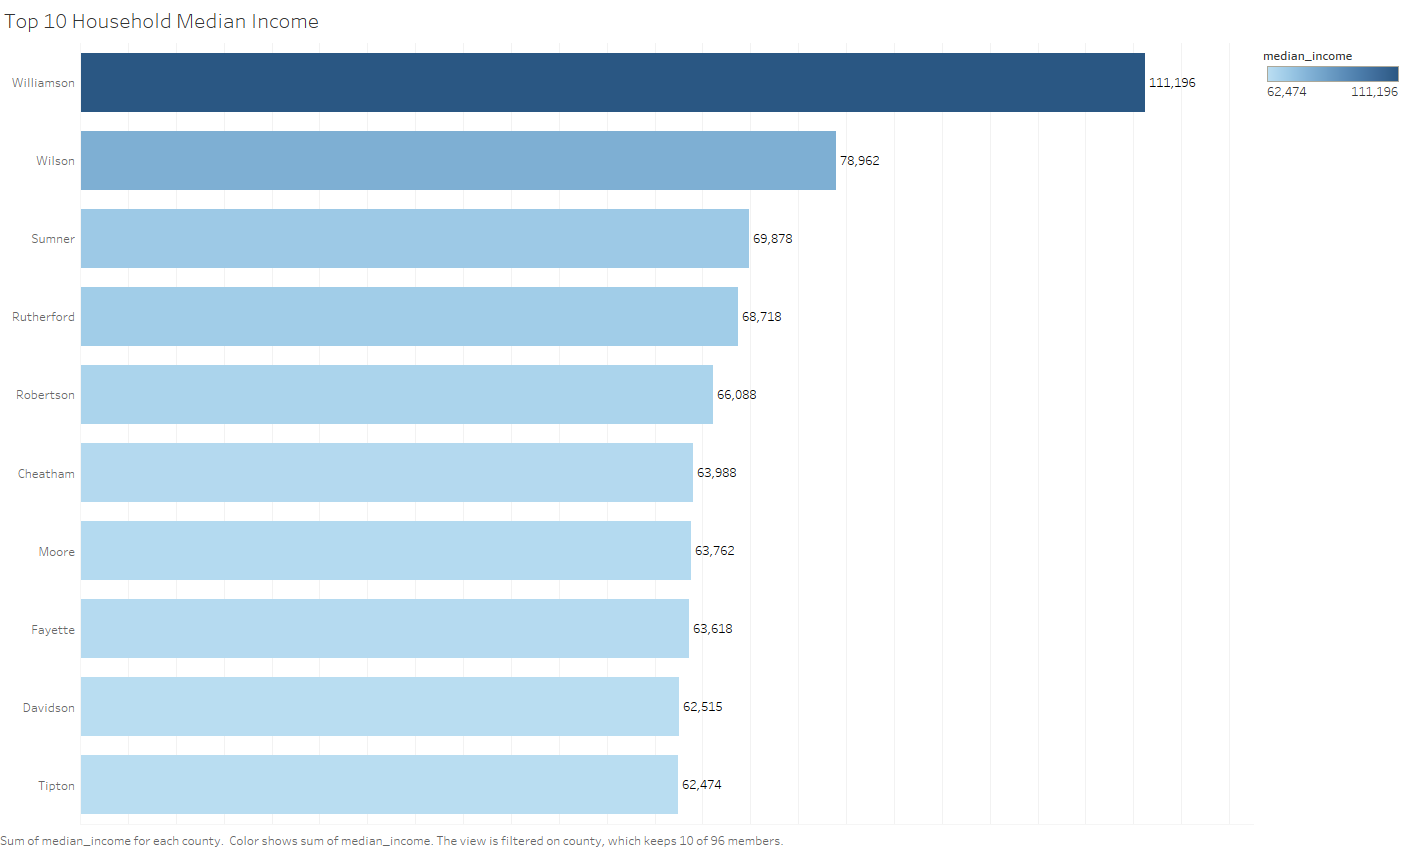 Top 10 Household Median Income
median_income
62,474 111,196
Williamson 111,196
Wilson 78,962
Sumner 69,878
Rutherford 68,718
Robertson 66,088
Cheatham 63,988
Moore 63,762
Fayette 63,618
Davidson 62,515
Tipton 62,474
Sum of median_income for each county.  Color shows sum of median_income. The view is filtered on county, which keeps 10 of 96 members.